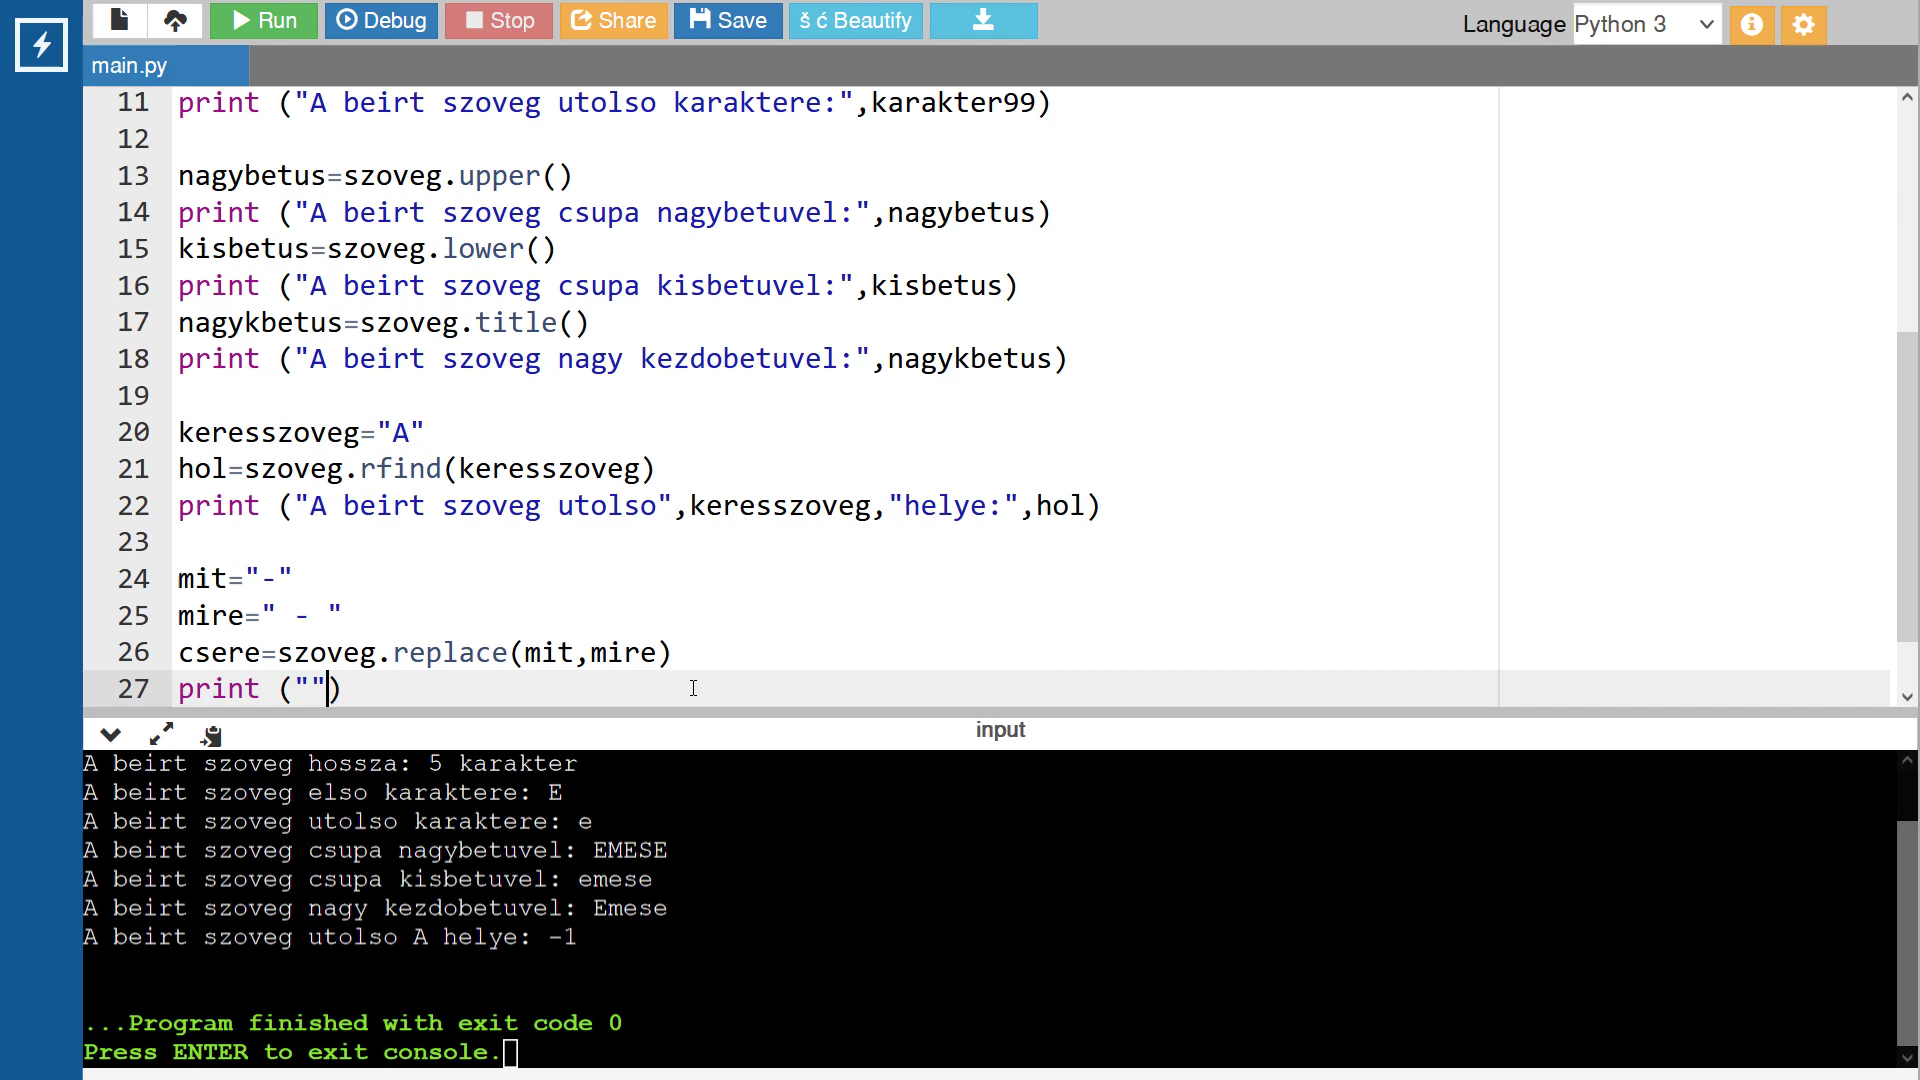 Run Debug Stop Share Save š ć Beautify Language Python 3
main.py
11 print ("A beirt szoveg utolso karaktere:",karakter99)
12
13 nagybetus=szoveg.upper()
14 print ("A beirt szoveg csupa nagybetuvel:",nagybetus)
15 kisbetus=szoveg.lower()
16 print ("A beirt szoveg csupa kisbetuvel:",kisbetus)
17 nagykbetus=szoveg.title()
18 print ("A beirt szoveg nagy kezdobetuvel:",nagykbetus)
19
20 keresszoveg="A"
21 hol=szoveg.rfind(keresszoveg)
22 print ("A beirt szoveg utolso",keresszoveg,"helye:",hol)
23
24 mit="-"
25 mire=" - "
26 csere=szoveg.replace(mit,mire)
27 print ("")
input
A beirt szoveg hossza: 5 karakter
A beirt szoveg elso karaktere: E
A beirt szoveg utolso karaktere: e
A beirt szoveg csupa nagybetuvel: EMESE
A beirt szoveg csupa kisbetuvel: emese
A beirt szoveg nagy kezdobetuvel: Emese
A beirt szoveg utolso A helye: -1
...Program finished with exit code 0
Press ENTER to exit console.